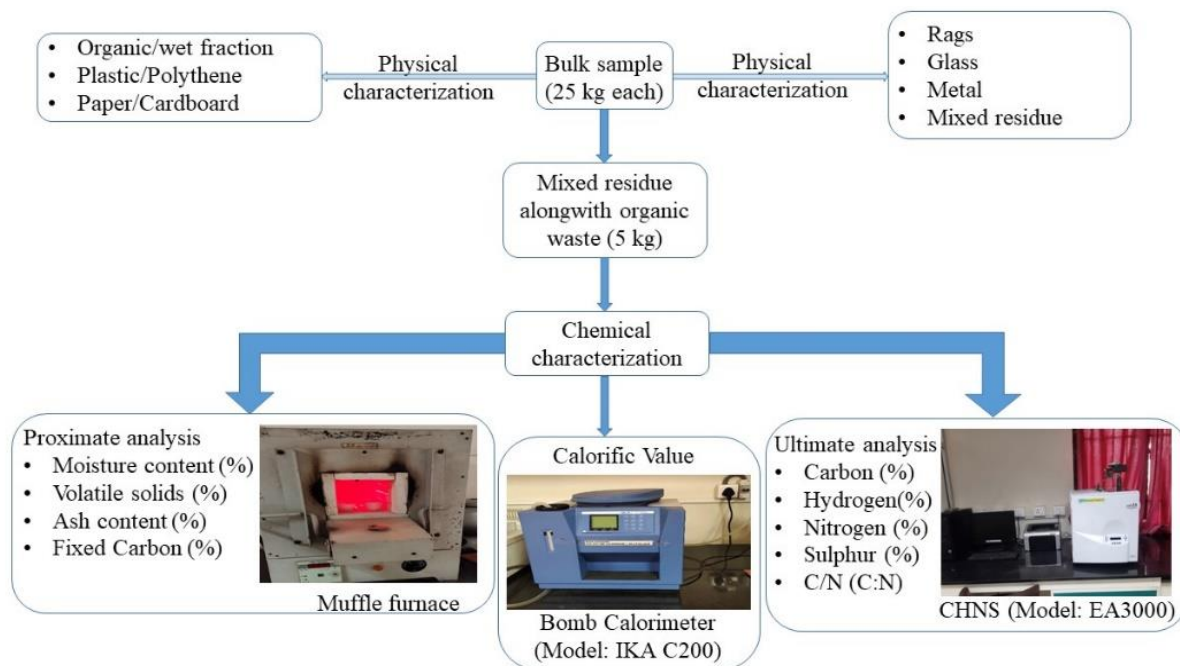 • Organic/wet fraction
• Plastic/Polythene
• Paper/Cardboard
Physical
characterization
Bulk sample
(25 kg each)
Physical
characterization
• Rags
• Glass
• Metal
• Mixed residue
Mixed residue
alongwith organic
waste (5 kg)
Chemical
characterization
Proximate analysis
• Moisture content (%)
• Volatile solids (%)
• Ash content (%)
• Fixed Carbon (%)
Muffle furnace
Calorific Value
Bomb Calorimeter
(Model: IKA C200)
Ultimate analysis
• Carbon (%)
• Hydrogen(%)
• Nitrogen (%)
• Sulphur (%)
• C/N (C:N)
CHNS (Model: EA3000)